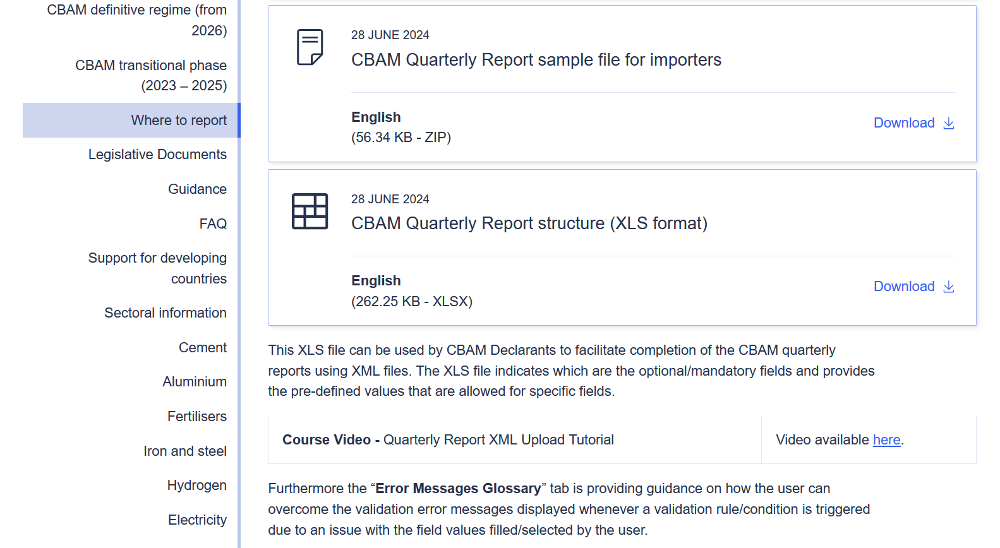 CBAM definitive regime (from
2026)
CBAM transitional phase
(2023 – 2025)
Where to report
Legislative Documents
Guidance
FAQ
Support for developing
countries
Sectoral information
Cement
Aluminium
Fertilisers
Iron and steel
Hydrogen
Electricity
28 JUNE 2024
CBAM Quarterly Report sample file for importers
English
(56.34 KB - ZIP)
Download
28 JUNE 2024
CBAM Quarterly Report structure (XLS format)
English
(262.25 KB - XLSX)
Download
This XLS file can be used by CBAM Declarants to facilitate completion of the CBAM quarterly
reports using XML files. The XLS file indicates which are the optional/mandatory fields and provides
the pre-defined values that are allowed for specific fields.
Course Video - Quarterly Report XML Upload Tutorial
Video available here.
Furthermore the “Error Messages Glossary” tab is providing guidance on how the user can
overcome the validation error messages displayed whenever a validation rule/condition is triggered
due to an issue with the field values filled/selected by the user.